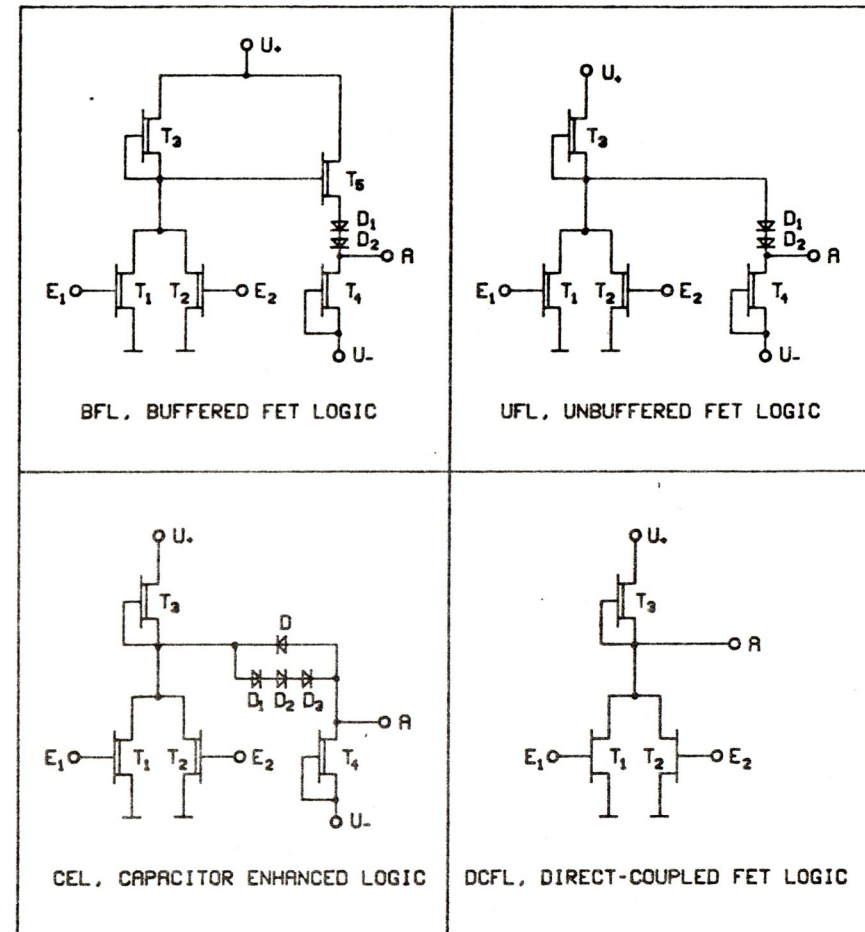 U+
T3
T5
D1
D2
A
E1
T1
T2
E2
T4
U-
BFL, BUFFERED FET LOGIC
U+
T3
D1
D2
A
E1
T1
T2
E2
T4
U-
UFL, UNBUFFERED FET LOGIC
U+
T3
D
D1 D2 D3
A
E1
T1
T2
E2
T4
U-
CEL, CAPACITOR ENHANCED LOGIC
U+
T3
A
E1
T1
T2
E2
DCFL, DIRECT-COUPLED FET LOGIC